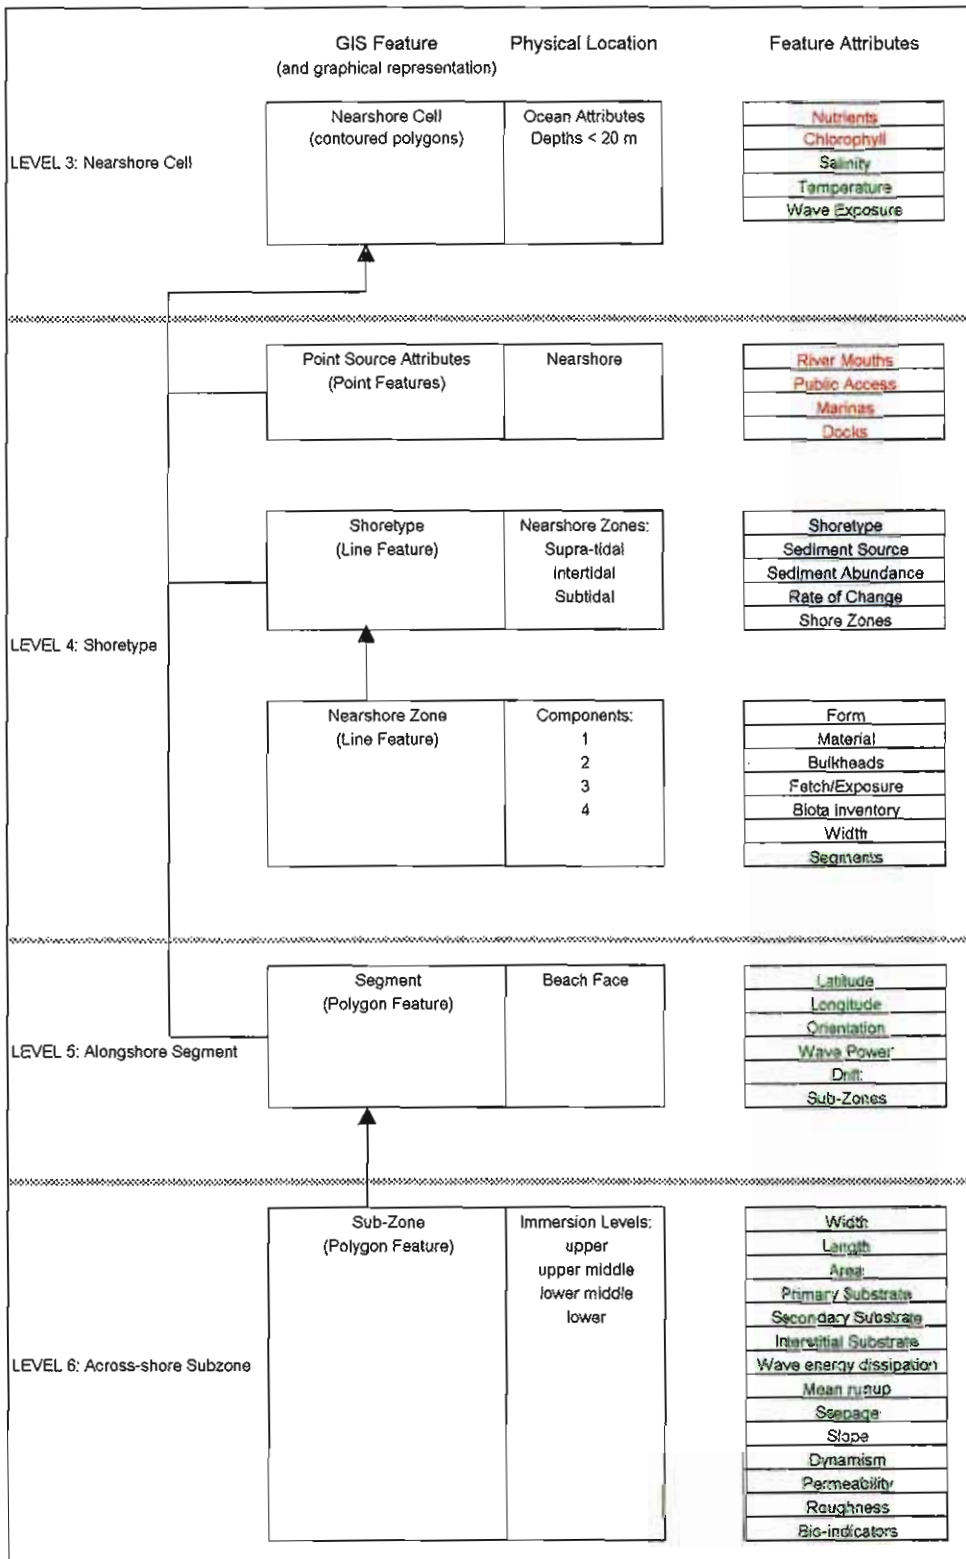 GIS Feature
(and graphical representation)
Physical Location
Feature Attributes
LEVEL 3: Nearshore Cell
Nearshore Cell
(contoured polygons)
Ocean Attributes
Depths < 20 m
Nutrients
Chlorophyll
Salinity
Temperature
Wave Exposure
Point Source Attributes
(Point Features)
Nearshore
River Mouths
Public Access
Marinas
Docks
LEVEL 4: Shoretype
Shoretype
(Line Feature)
Nearshore Zones:
Supra-tidal
Intertidal
Subtidal
Shoretype
Sediment Source
Sediment Abundance
Rate of Change
Shore Zones
Nearshore Zone
(Line Feature)
Components:
1
2
3
4
Form
Material
Bulkheads
Fetch/Exposure
Biota inventory
Width
Segments
LEVEL 5: Alongshore Segment
Segment
(Polygon Feature)
Beach Face
Latitude
Longitude
Orientation
Wave Power
Drift
Sub-Zones
LEVEL 6: Across-shore Subzone
Sub-Zone
(Polygon Feature)
Immersion Levels:
upper
upper middle
lower middle
lower
Width
Length
Area
Primary Substrate
Secondary Substrate
Interstitial Substrate
Wave energy dissipation
Mean runup
Seepage
Slope
Dynamism
Permeability
Roughness
Bio-indicators